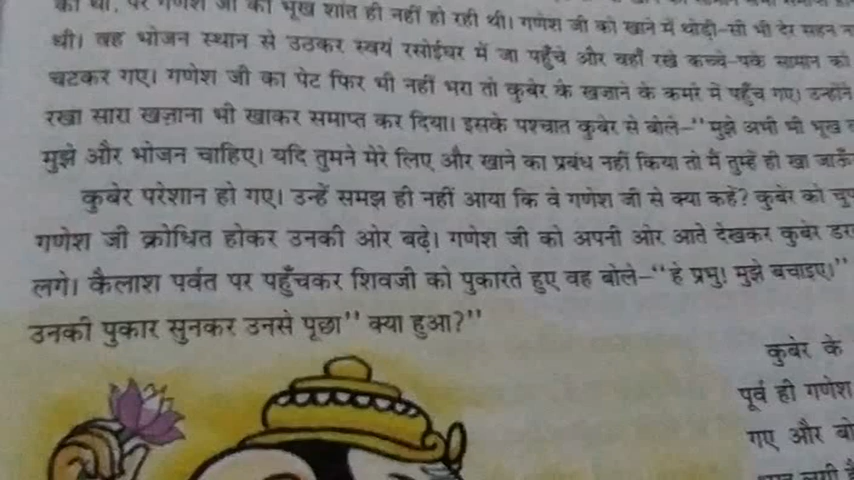 पर गणेश जी की भूख शांत ही नहीं हो रही थी। गणेश जी को खाने में थोड़ी-सी भी देर सहन
थी। वह भोजन स्थान से उठकर स्वयं रसोईघर में जा पहुँचे और वहाँ रखे कच्चे-पके सामान को
चटकर गए। गणेश जी का पेट फिर भी नहीं भरा तो कुबेर के खज़ाने के कमरे में पहुँच गए। उन्होंने
रखा सारा खज़ाना भी खाकर समाप्त कर दिया। इसके पश्चात कुबेर से बोले-"मुझे अभी भी भूख
मुझे और भोजन चाहिए। यदि तुमने मेरे लिए और खाने का प्रबंध नहीं किया तो मैं तुम्हें ही खा जाऊँ
कुबेर परेशान हो गए। उन्हें समझ ही नहीं आया कि वे गणेश जी से क्या कहें? कुबेर को चुप
गणेश जी क्रोधित होकर उनकी ओर बढ़े। गणेश जी को अपनी ओर आते देखकर कुबेर
लगे। कैलाश पर्वत पर पहुँचकर शिवजी को पुकारते हुए वह बोले-"हे प्रभु! मुझे बचाइए।"
उनकी पुकार सुनकर उनसे पूछा" क्या हुआ?"
कुबेर के
पूर्व ही गणेश
गए और